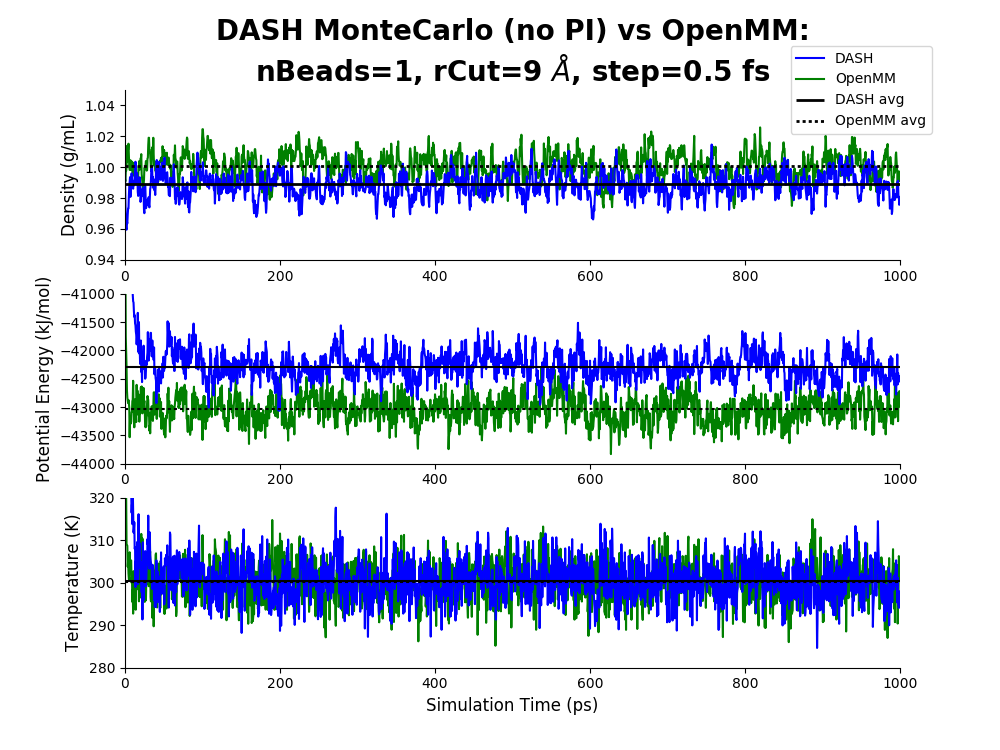 DASH MonteCarlo (no PI) vs OpenMM:
nBeads=1, rCut=9 Å, step=0.5 fs
DASH
OpenMM
DASH avg
OpenMM avg
Density (g/mL)
1.04
1.02
1.00
0.98
0.96
0.94
0 200 400 600 800 1000
Potential Energy (kJ/mol)
−41000
−41500
−42000
−42500
−43000
−43500
−44000
0 200 400 600 800 1000
Temperature (K)
320
310
300
290
280
0 200 400 600 800 1000
Simulation Time (ps)